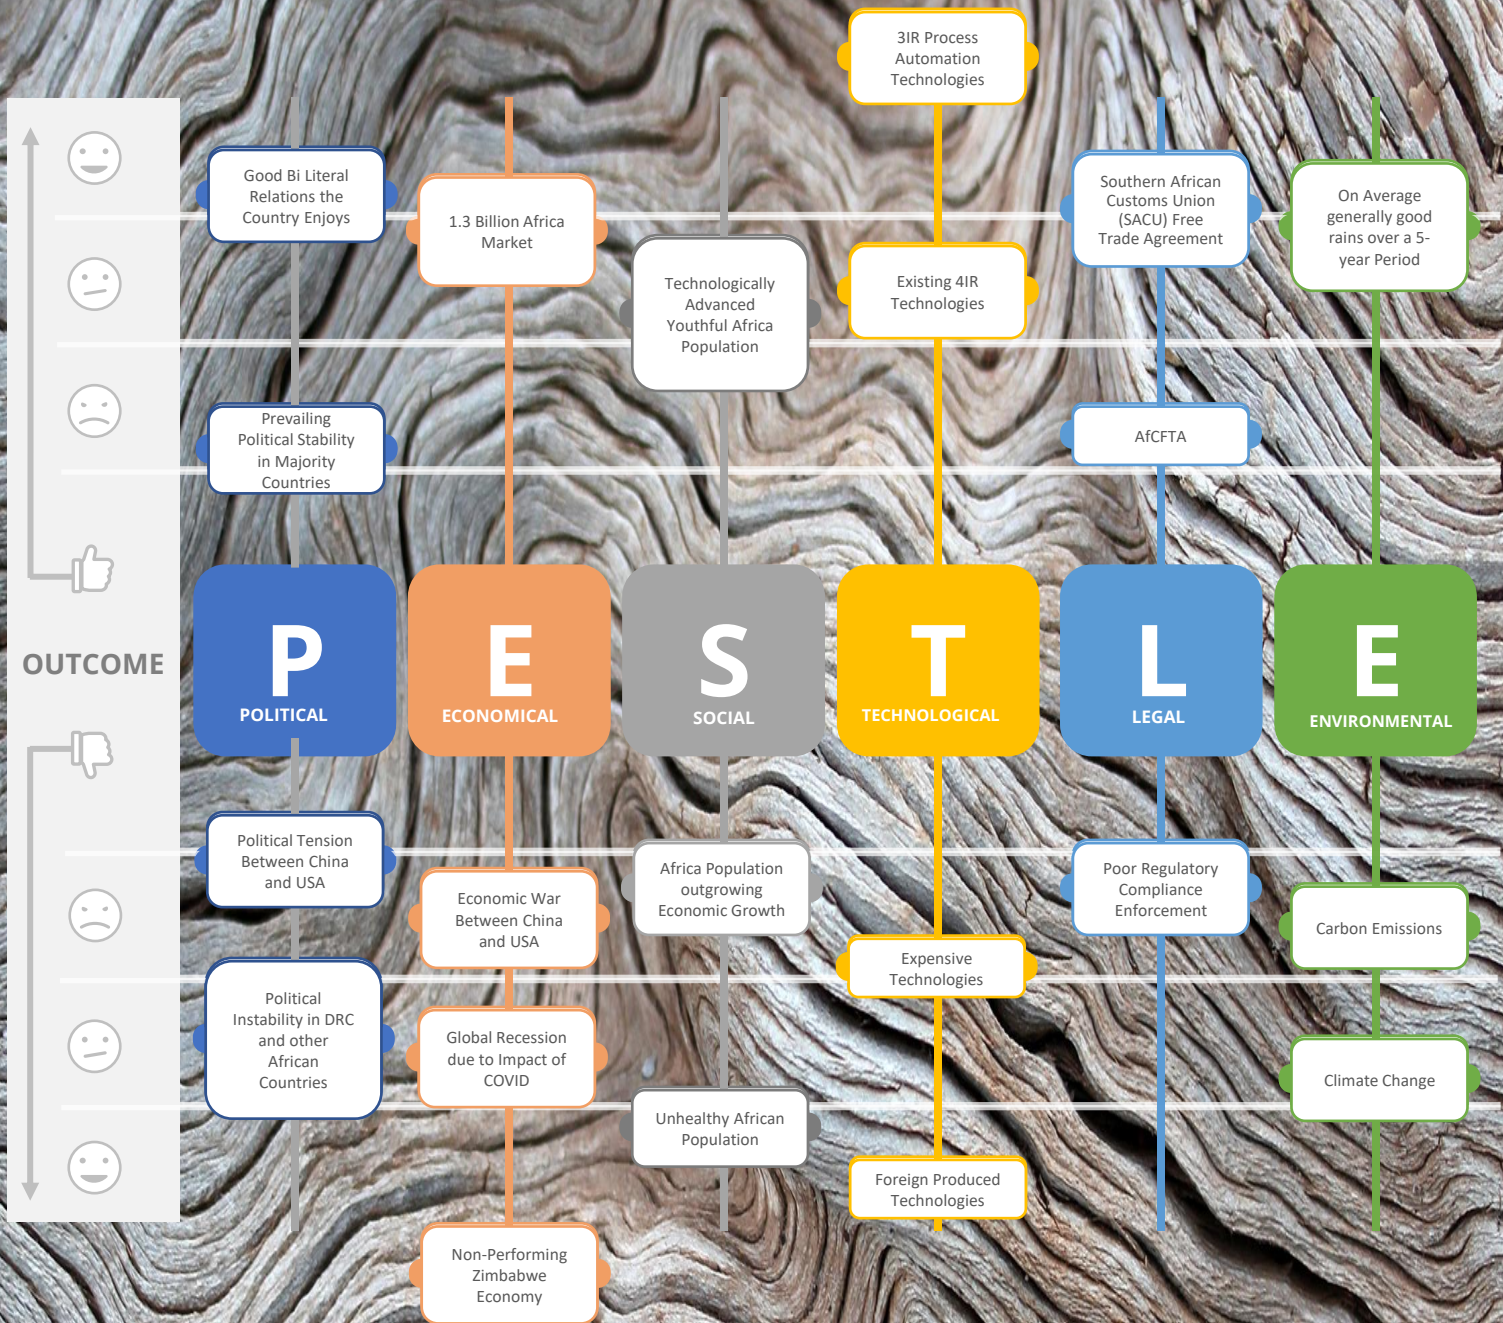 3IR Process
Automation
Technologies
Good Bi Literal
Relations the
Country Enjoys
1.3 Billion Africa
Market
Technologically
Advanced
Youthful Africa
Population
Existing 4IR
Technologies
Southern African
Customs Union
(SACU) Free
Trade Agreement
On Average
generally good
rains over a 5-
year Period
Prevailing
Political Stability
in Majority
Countries
AfCFTA
OUTCOME
P
POLITICAL
E
ECONOMICAL
S
SOCIAL
T
TECHNOLOGICAL
L
LEGAL
E
ENVIRONMENTAL
Political Tension
Between China
and USA
Economic War
Between China
and USA
Africa Population
outgrowing
Economic Growth
Expensive
Technologies
Poor Regulatory
Compliance
Enforcement
Carbon Emissions
Political
Instability in DRC
and other
African
Countries
Global Recession
due to Impact of
COVID
Unhealthy African
Population
Foreign Produced
Technologies
Climate Change
Non-Performing
Zimbabwe
Economy